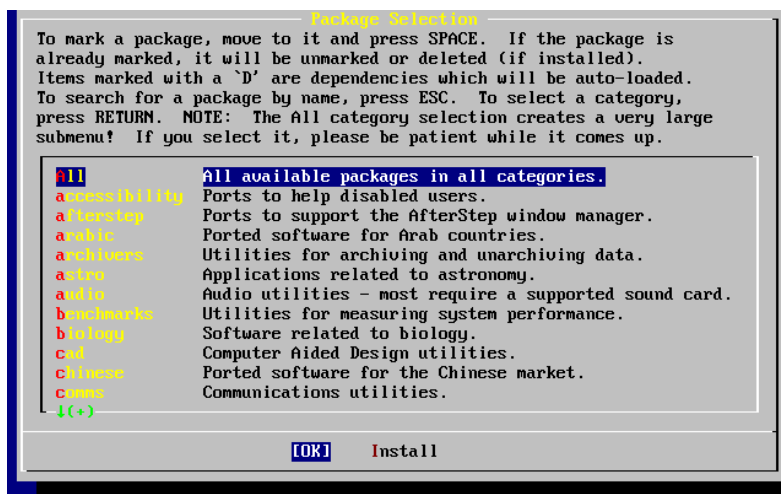 Package Selection
To mark a package, move to it and press SPACE.  If the package is
already marked, it will be unmarked or deleted (if installed).
Items marked with a `D' are dependencies which will be auto-loaded.
To search for a package by name, press ESC.  To select a category,
press RETURN.  NOTE:  The All category selection creates a very large
submenu!  If you select it, please be patient while it comes up.
All All available packages in all categories.
accessibility Ports to help disabled users.
afterstep Ports to support the AfterStep window manager.
arabic Ported software for Arab countries.
archivers Utilities for archiving and unarchiving data.
astro Applications related to astronomy.
audio Audio utilities - most require a supported sound card.
benchmarks Utilities for measuring system performance.
biology Software related to biology.
cad Computer Aided Design utilities.
chinese Ported software for the Chinese market.
comms Communications utilities.
↓(+)
[OK] Install